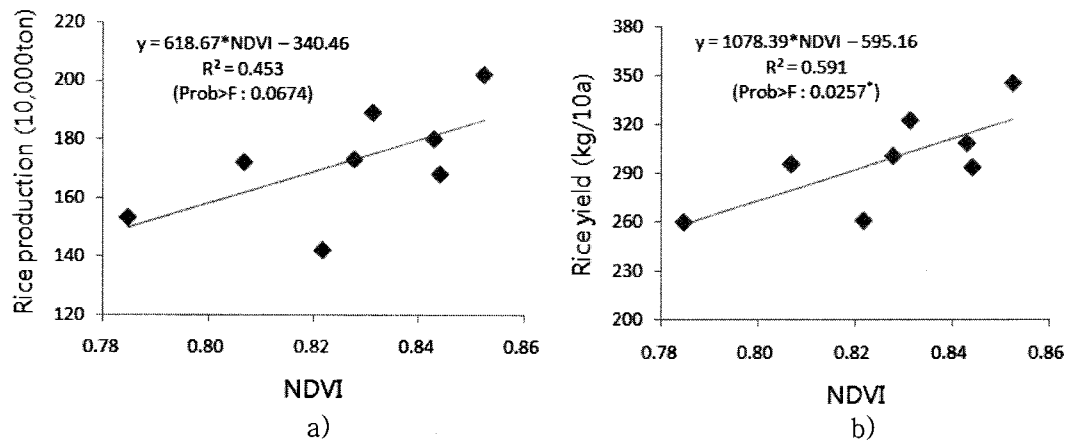 220
200
180
160
140
120
Rice production (10,000ton)
y = 618.67*NDVI – 340.46
R² = 0.453
(Prob>F : 0.0674)
0.78
0.80
0.82
0.84
0.86
NDVI
a)
380
350
320
290
260
230
200
Rice yield (kg/10a)
y = 1078.39*NDVI – 595.16
R² = 0.591
(Prob>F : 0.0257*)
0.78
0.80
0.82
0.84
0.86
NDVI
b)